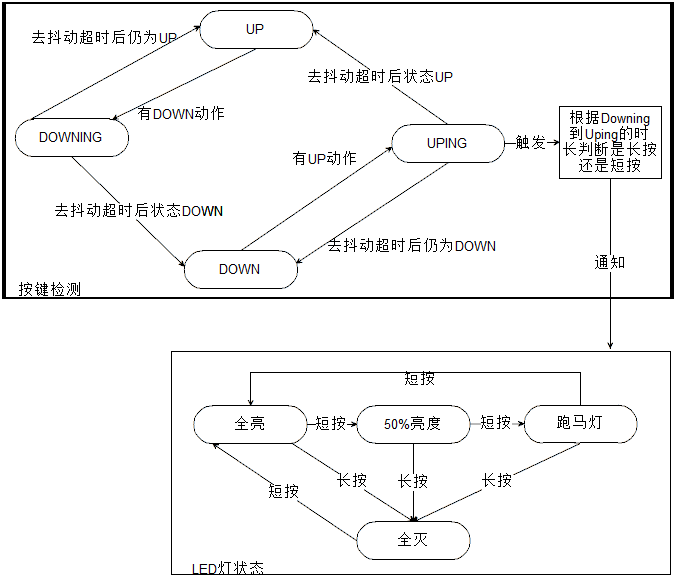 UP
去抖动超时后仍为UP
去抖动超时后状态UP
有DOWN动作
DOWNING
UPING
触发
根据Downing
到Uping的时
长判断是长按
还是短按
有UP动作
去抖动超时后状态DOWN
去抖动超时后仍为DOWN
DOWN
通知
按键检测
短按
全亮
短按
50%亮度
短按
跑马灯
长按
长按
长按
短按
全灭
LED灯状态